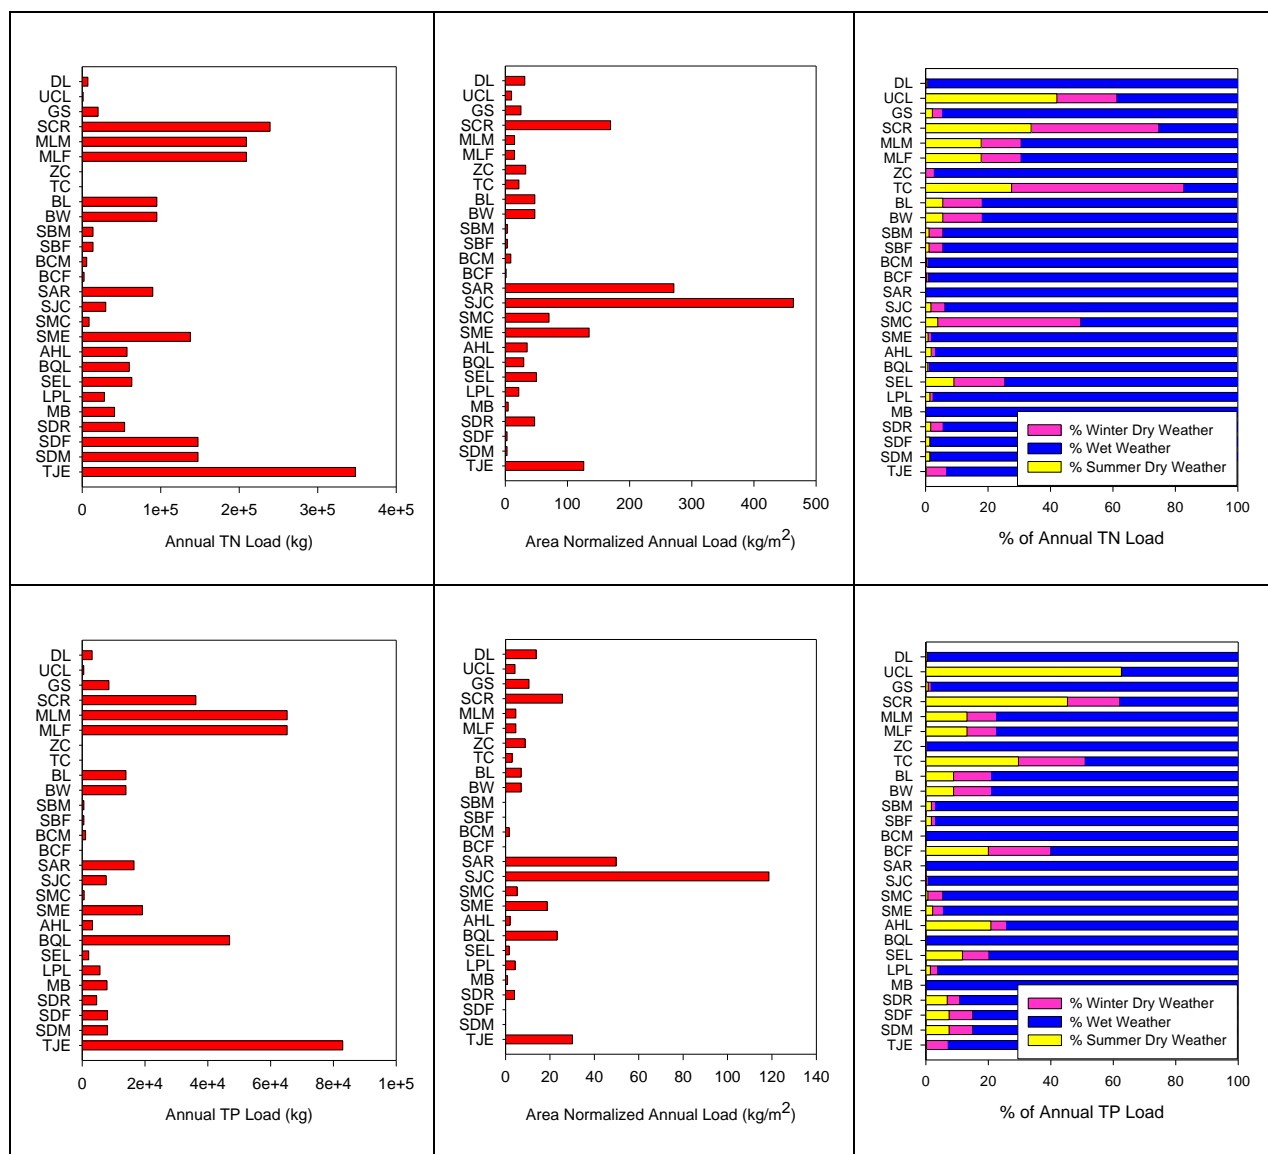 DL
UCL
GS
SCR
MLM
MLF
ZC
TC
BL
BW
SBM
SBF
BCM
BCF
SAR
SJC
SMC
SME
AHL
BQL
SEL
LPL
MB
SDR
SDF
SDM
TJE
0 1e+5 2e+5 3e+5 4e+5
Annual TN Load (kg)
DL
UCL
GS
SCR
MLM
MLF
ZC
TC
BL
BW
SBM
SBF
BCM
BCF
SAR
SJC
SMC
SME
AHL
BQL
SEL
LPL
MB
SDR
SDF
SDM
TJE
0 100 200 300 400 500
Area Normalized Annual Load (kg/m2)
DL
UCL
GS
SCR
MLM
MLF
ZC
TC
BL
BW
SBM
SBF
BCM
BCF
SAR
SJC
SMC
SME
AHL
BQL
SEL
LPL
MB
SDR
SDF
SDM
TJE
% Winter Dry Weather
% Wet Weather
% Summer Dry Weather
0 20 40 60 80 100
% of Annual TN Load
DL
UCL
GS
SCR
MLM
MLF
ZC
TC
BL
BW
SBM
SBF
BCM
BCF
SAR
SJC
SMC
SME
AHL
BQL
SEL
LPL
MB
SDR
SDF
SDM
TJE
0 2e+4 4e+4 6e+4 8e+4 1e+5
Annual TP Load (kg)
DL
UCL
GS
SCR
MLM
MLF
ZC
TC
BL
BW
SBM
SBF
BCM
BCF
SAR
SJC
SMC
SME
AHL
BQL
SEL
LPL
MB
SDR
SDF
SDM
TJE
0 20 40 60 80 100 120 140
Area Normalized Annual Load (kg/m2)
DL
UCL
GS
SCR
MLM
MLF
ZC
TC
BL
BW
SBM
SBF
BCM
BCF
SAR
SJC
SMC
SME
AHL
BQL
SEL
LPL
MB
SDR
SDF
SDM
TJE
% Winter Dry Weather
% Wet Weather
% Summer Dry Weather
0 20 40 60 80 100
% of Annual TP Load